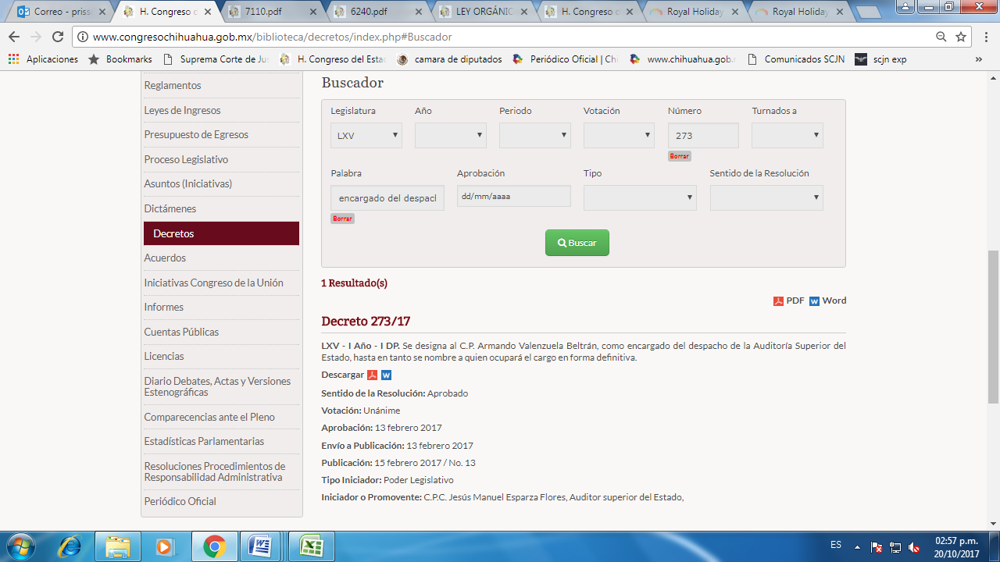 Correo - priss
H. Congreso d
7110.pdf
6240.pdf
LEY ORGÁNIC
H. Congreso d
Royal Holiday
Royal Holiday
www.congresochihuahua.gob.mx/biblioteca/decretos/index.php#Buscador
Aplicaciones Bookmarks Suprema Corte de Jus H. Congreso del Estad camara de diputados Periódico Oficial | Chi www.chihuahua.gob. Comunicados SCJN scjn exp »
Reglamentos
Leyes de Ingresos
Presupuesto de Egresos
Proceso Legislativo
Asuntos (Iniciativas)
Dictámenes
Decretos
Acuerdos
Iniciativas Congreso de la Unión
Informes
Cuentas Públicas
Licencias
Diario Debates, Actas y Versiones
Estenográficas
Comparecencias ante el Pleno
Estadísticas Parlamentarias
Resoluciones Procedimientos de
Responsabilidad Administrativa
Periódico Oficial
Buscador
Legislatura Año Periodo Votación Número Turnados a
LXV 273
Borrar
Palabra Aprobación Tipo Sentido de la Resolución
encargado del despacl dd/mm/aaaa
Borrar
Buscar
1 Resultado(s)
PDF Word
Decreto 273/17
LXV - I Año - I DP. Se designa al C.P. Armando Valenzuela Beltrán, como encargado del despacho de la Auditoría Superior del
Estado, hasta en tanto se nombre a quien ocupará el cargo en forma definitiva.
Descargar
Sentido de la Resolución: Aprobado
Votación: Unánime
Aprobación: 13 febrero 2017
Envío a Publicación: 13 febrero 2017
Publicación: 15 febrero 2017 / No. 13
Tipo Iniciador: Poder Legislativo
Iniciador o Promovente: C.P.C. Jesús Manuel Esparza Flores, Auditor superior del Estado,
ES
02:57 p.m.
20/10/2017